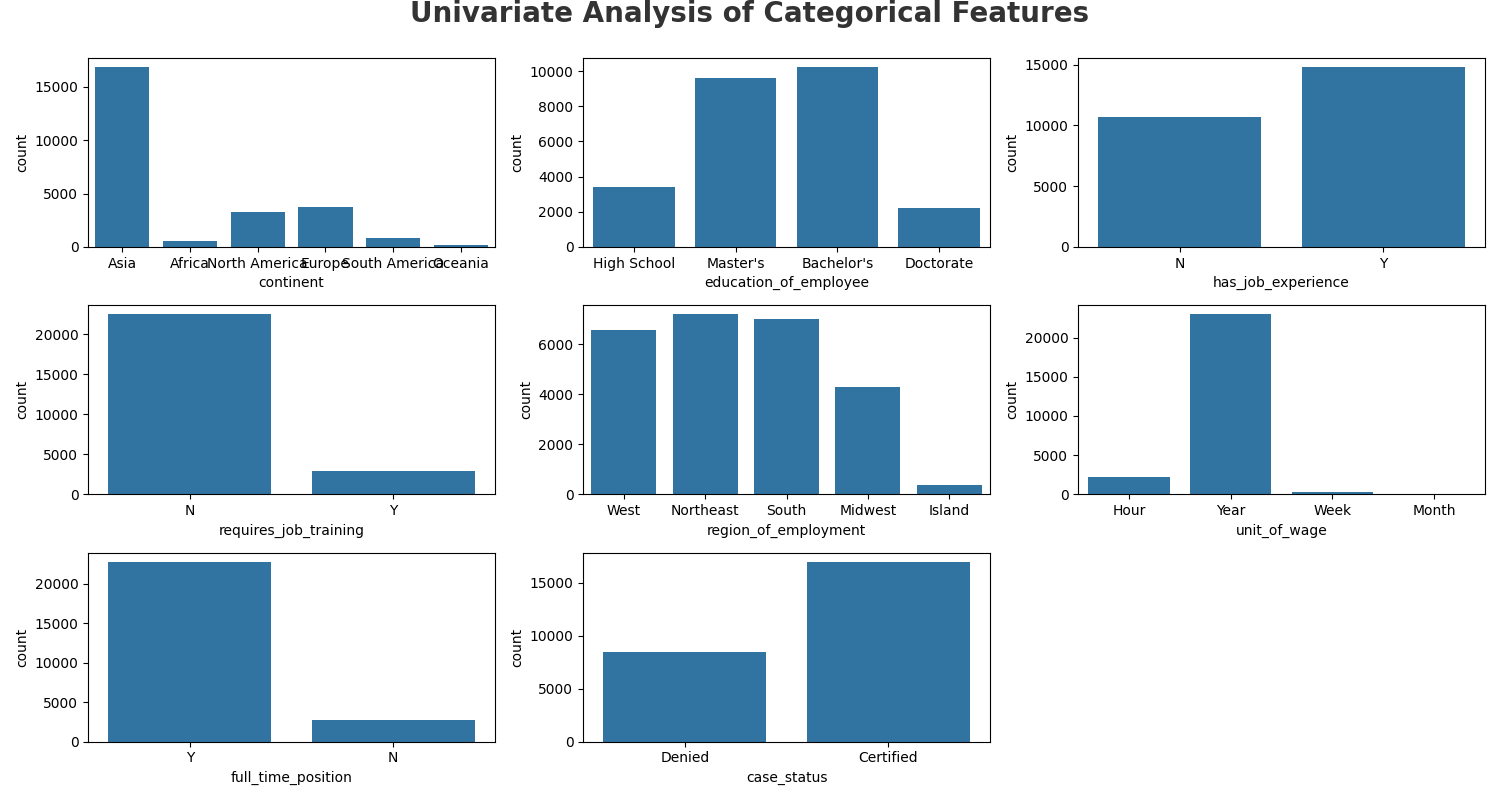 Univariate Analysis of Categorical Features
count
15000
10000
5000
0
Asia Africa North America Europe South America Oceania
continent
count
10000
8000
6000
4000
2000
0
High School Master's Bachelor's Doctorate
education_of_employee
count
15000
10000
5000
0
N Y
has_job_experience
count
20000
15000
10000
5000
0
N Y
requires_job_training
count
6000
4000
2000
0
West Northeast South Midwest Island
region_of_employment
count
20000
15000
10000
5000
0
Hour Year Week Month
unit_of_wage
count
20000
15000
10000
5000
0
Y N
full_time_position
count
15000
10000
5000
0
Denied Certified
case_status